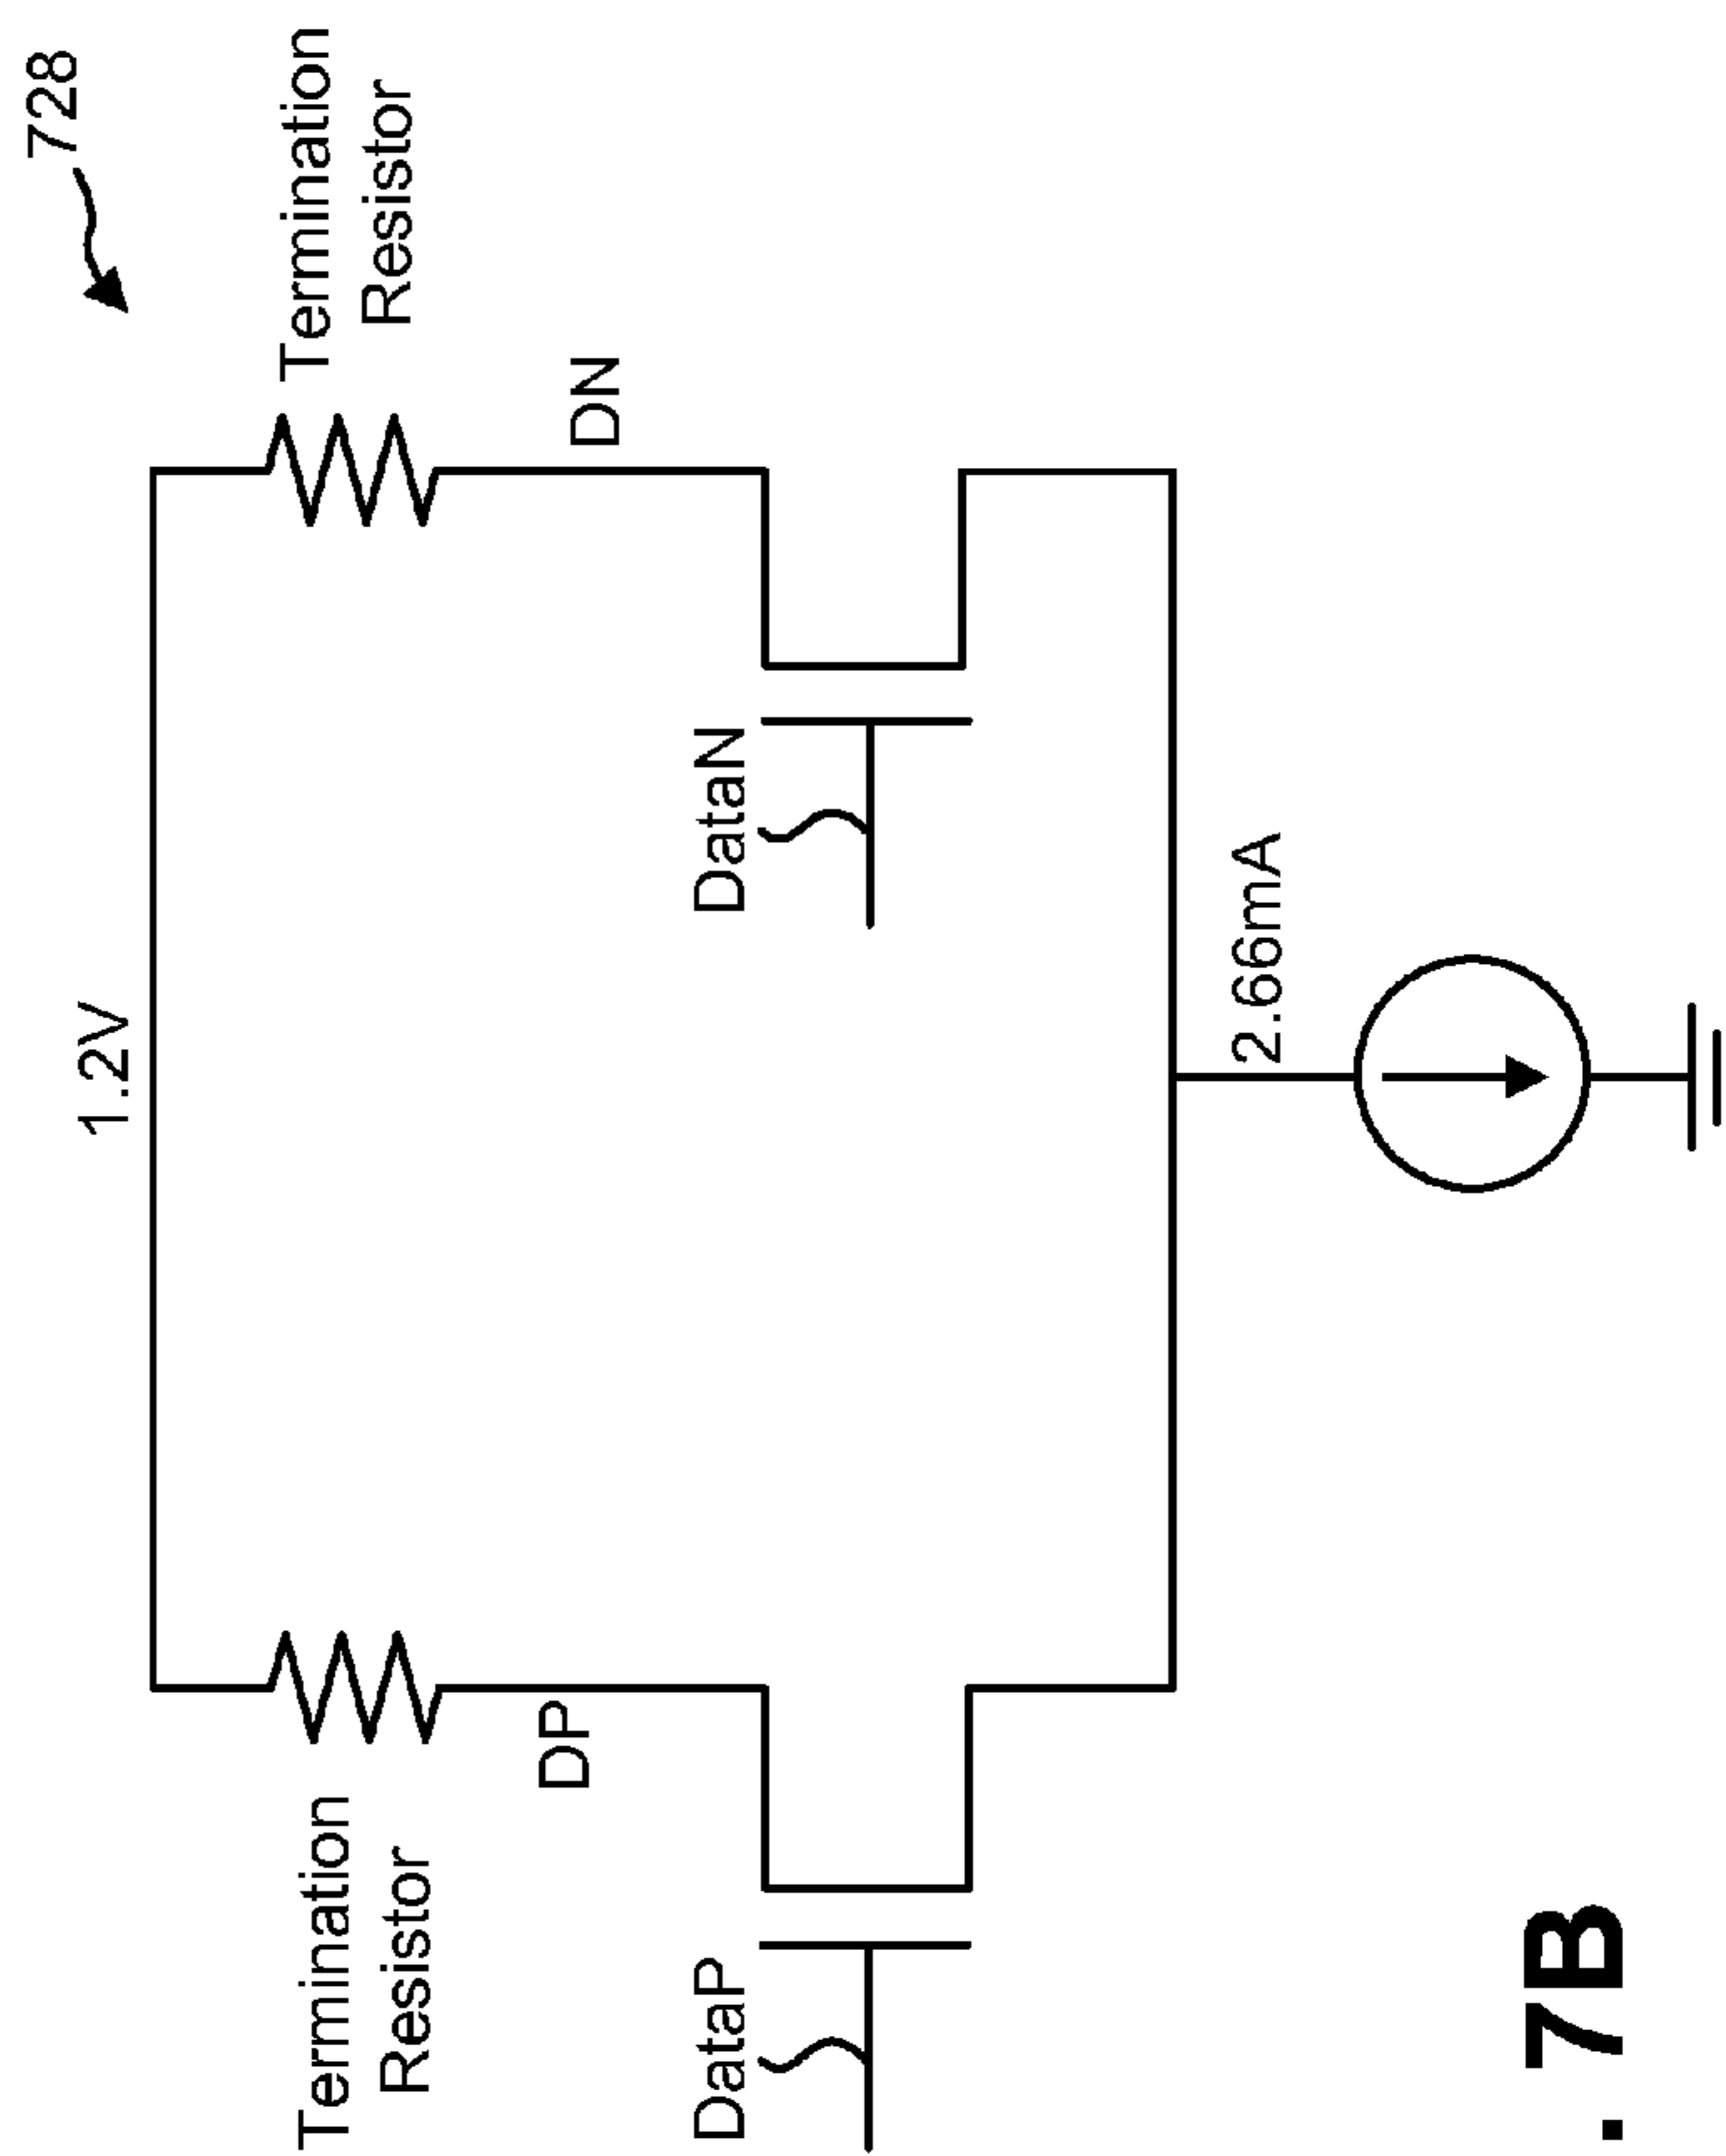 728
1.2V
Termination
Resistor
Termination
Resistor
DP
DN
DataP
DataN
2.66mA
. 7B